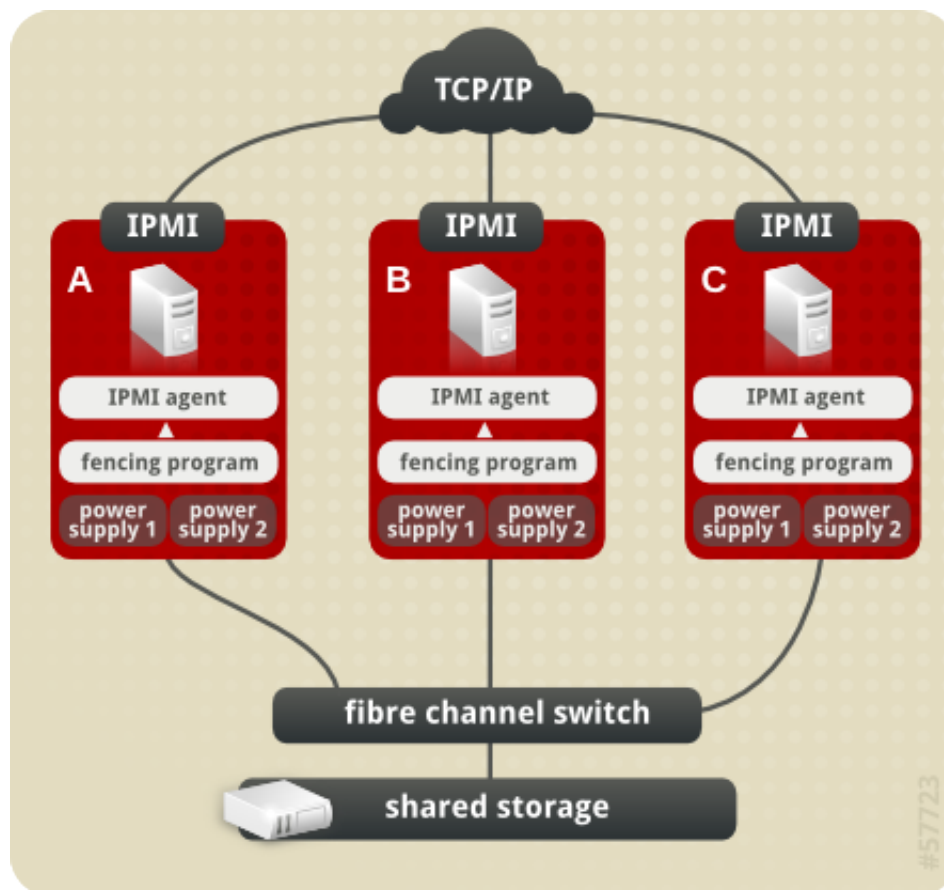 TCP/IP
IPMI
IPMI
IPMI
A
B
C
IPMI agent
IPMI agent
IPMI agent
fencing program
fencing program
fencing program
power
supply 1
power
supply 2
power
supply 1
power
supply 2
power
supply 1
power
supply 2
fibre channel switch
shared storage
#57723